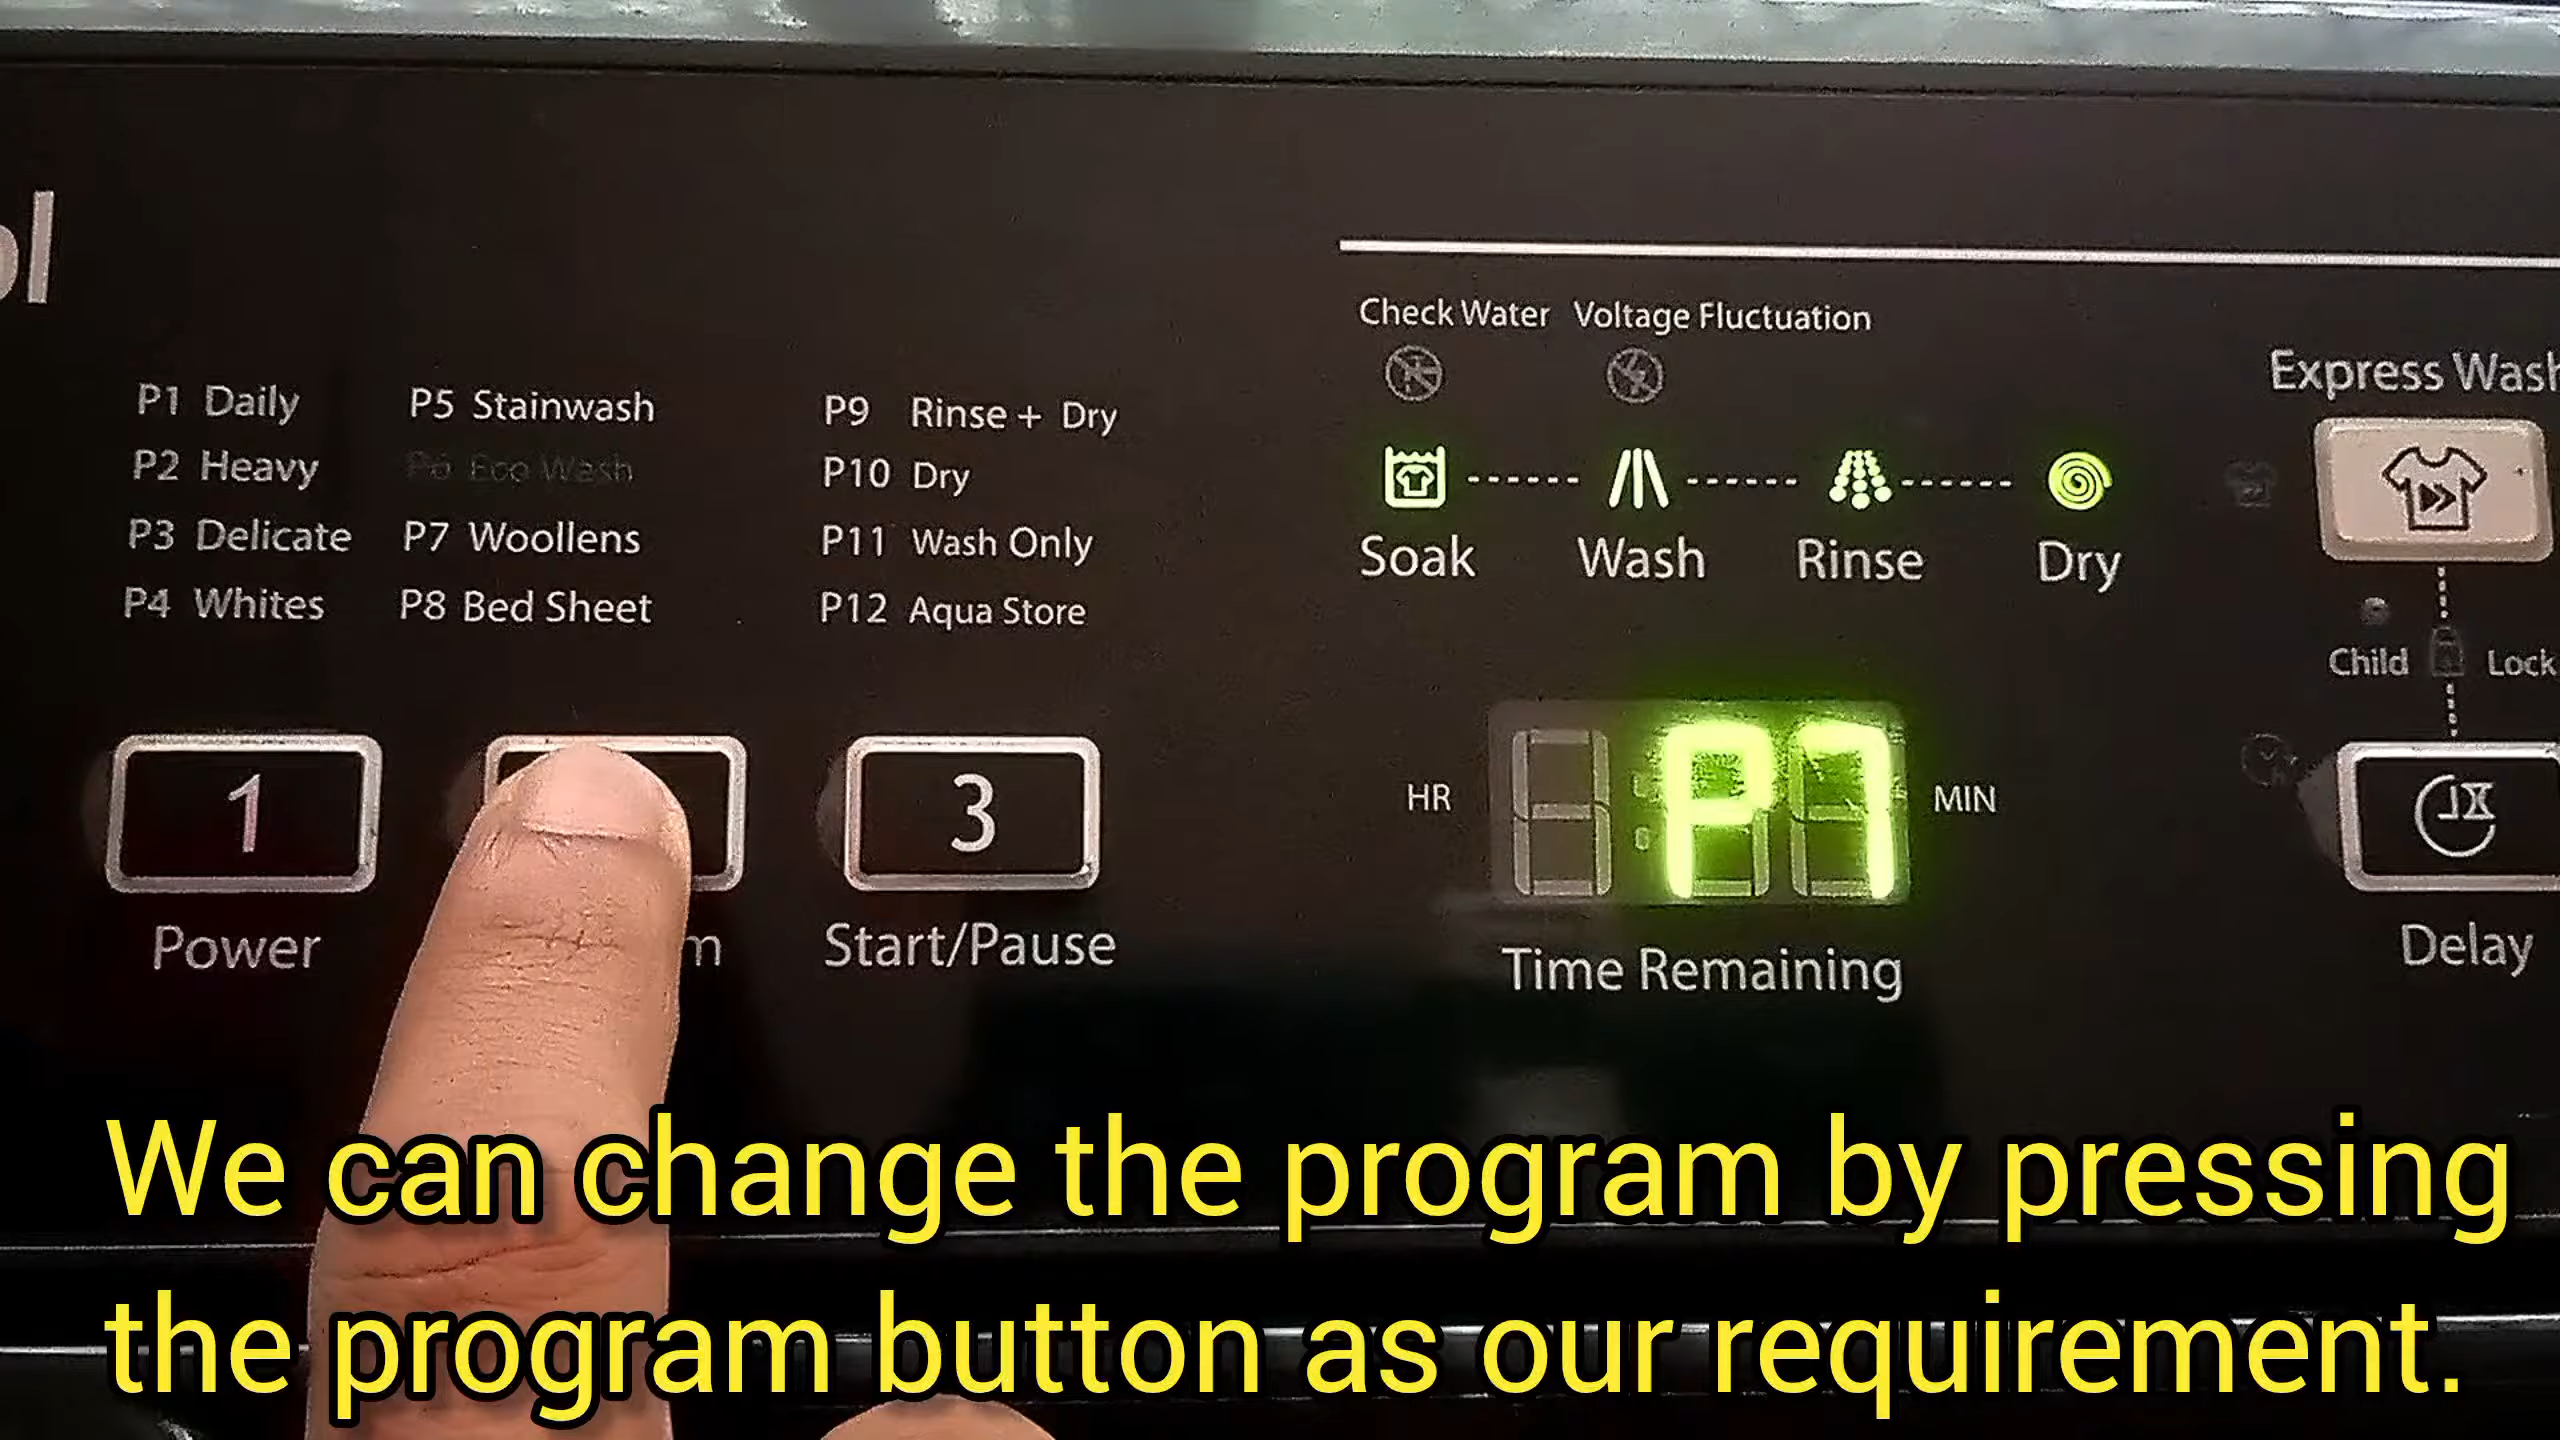 Check Water Voltage Fluctuation
Express Wash
P1 Daily P5 Stainwash P9 Rinse + Dry
P2 Heavy P6 Eco Wash P10 Dry
P3 Delicate P7 Woollens P11 Wash Only
P4 Whites P8 Bed Sheet P12 Aqua Store
Soak Wash Rinse Dry
Child Lock
1 3
HR P7 MIN
Power Start/Pause
Time Remaining
Delay
We can change the program by pressing
the program button as our requirement.